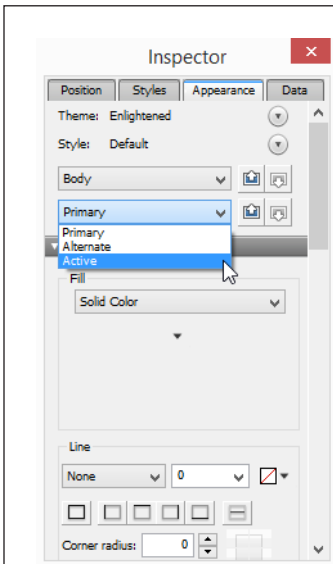 Inspector
Position Styles Appearance Data
Theme: Enlightened
Style: Default
Body
Primary
Primary
Alternate
Active
Fill
Solid Color
Line
None 0
Corner radius: 0